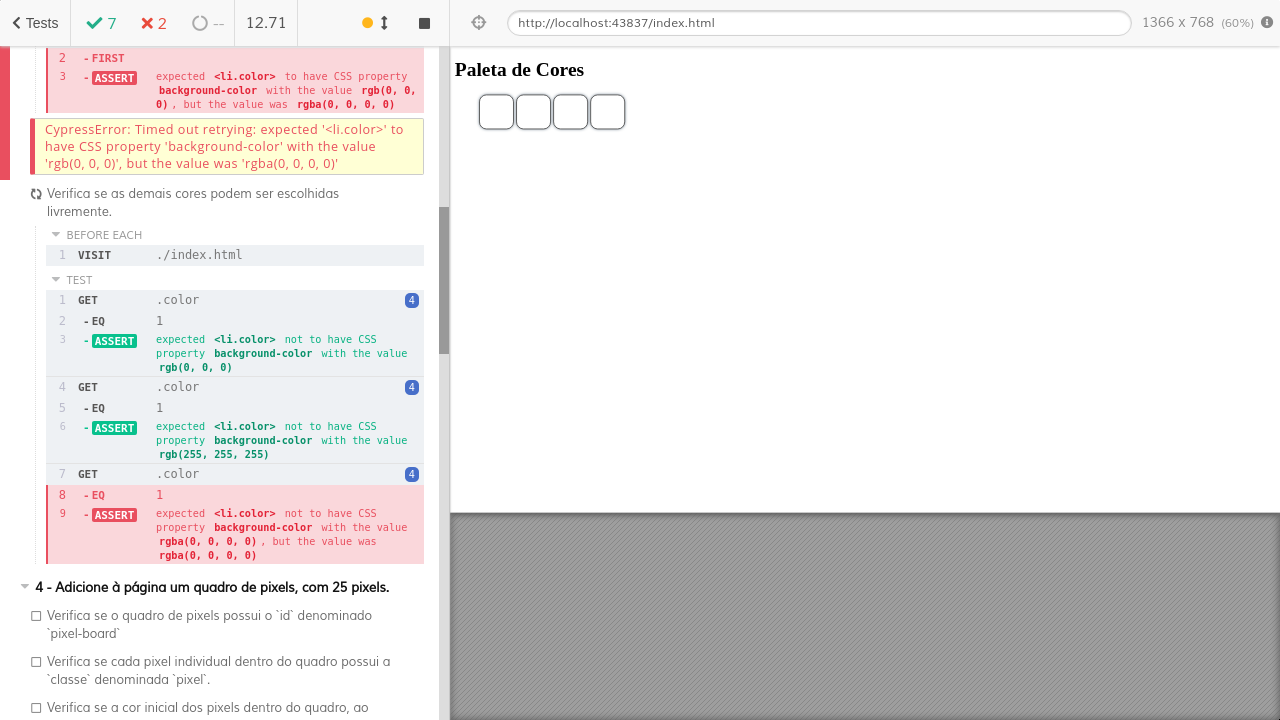 Tests 7 2 -- 12.71
http://localhost:43837/index.html 1366 x 768 (60%)
2 - FIRST
3 - ASSERT expected <li.color> to have CSS property
background-color with the value rgb(0, 0,
0) , but the value was rgba(0, 0, 0, 0)
CypressError: Timed out retrying: expected '<li.color>' to
have CSS property 'background-color' with the value
'rgb(0, 0, 0)', but the value was 'rgba(0, 0, 0, 0)'
Verifica se as demais cores podem ser escolhidas
livremente.
BEFORE EACH
1 VISIT ./index.html
TEST
1 GET .color 4
2 - EQ 1
3 - ASSERT expected <li.color> not to have CSS
property background-color with the value
rgb(0, 0, 0)
4 GET .color 4
5 - EQ 1
6 - ASSERT expected <li.color> not to have CSS
property background-color with the value
rgb(255, 255, 255)
7 GET .color 4
8 - EQ 1
9 - ASSERT expected <li.color> not to have CSS
property background-color with the value
rgba(0, 0, 0, 0) , but the value was
rgba(0, 0, 0, 0)
4 - Adicione à página um quadro de pixels, com 25 pixels.
Verifica se o quadro de pixels possui o `id` denominado
`pixel-board`
Verifica se cada pixel individual dentro do quadro possui a
`classe` denominada `pixel`.
Verifica se a cor inicial dos pixels dentro do quadro, ao
Paleta de Cores